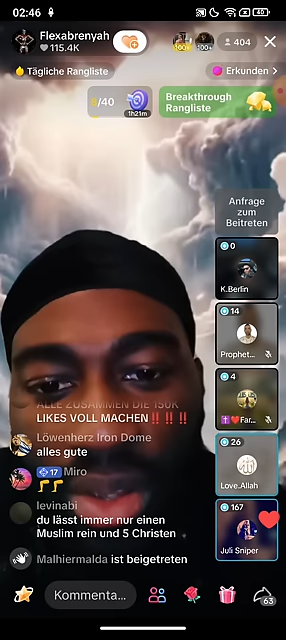 02:46
40
Flexabrenyah
115.4K
100+
100+
404
Tägliche Rangliste
Erkunden
/40
1h21m
Breakthrough
Rangliste
Anfrage
zum
Beitreten
0
K.Berlin
14
Prophet...
4
Far...
26
Love.Allah
167
Juli Sniper
ALLE ZUSAMMEN DIE 150K
LIKES VOLL MACHEN‼️‼️‼️
Löwenherz Iron Dome
alles gute
17 Miro
levinabi
du lässt immer nur einen
Muslim rein und 5 Christen
Malhiermalda ist beigetreten
Kommenta...
63